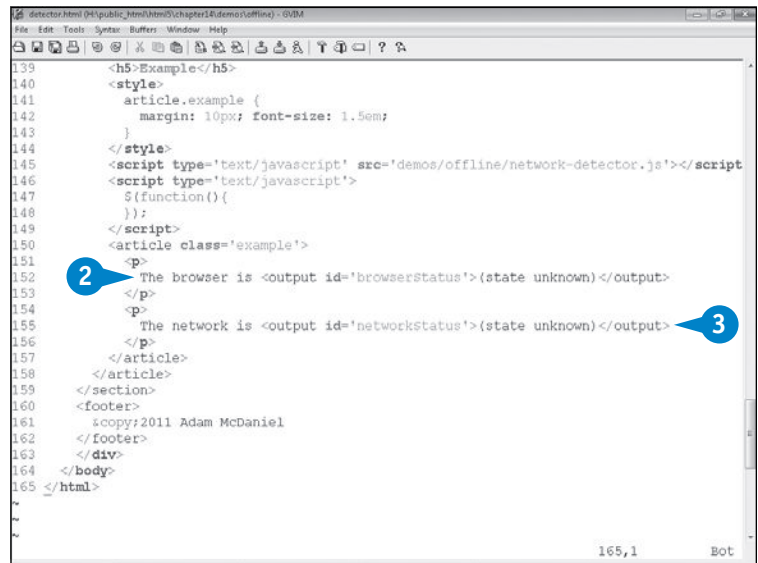 detector.html (H:\public_html\html5\chapter14\demos\offline) - GVIM
File Edit Tools Syntax Buffers Window Help
139 <h5>Example</h5>
140 <style>
141 article.example {
142 margin: 10px; font-size: 1.5em;
143 }
144 </style>
145 <script type='text/javascript' src='demos/offline/network-detector.js'></script
146 <script type='text/javascript'>
147 $(function(){
148 });
149 </script>
150 <article class='example'>
151 <p>
152 2 The browser is <output id='browserStatus'>(state unknown)</output>
153 </p>
154 <p>
155 The network is <output id='networkStatus'>(state unknown)</output> 3
156 </p>
157 </article>
158 </article>
159 </section>
160 <footer>
161 &copy;2011 Adam McDaniel
162 </footer>
163 </div>
164 </body>
165 </html>
~
~
~
165,1 Bot